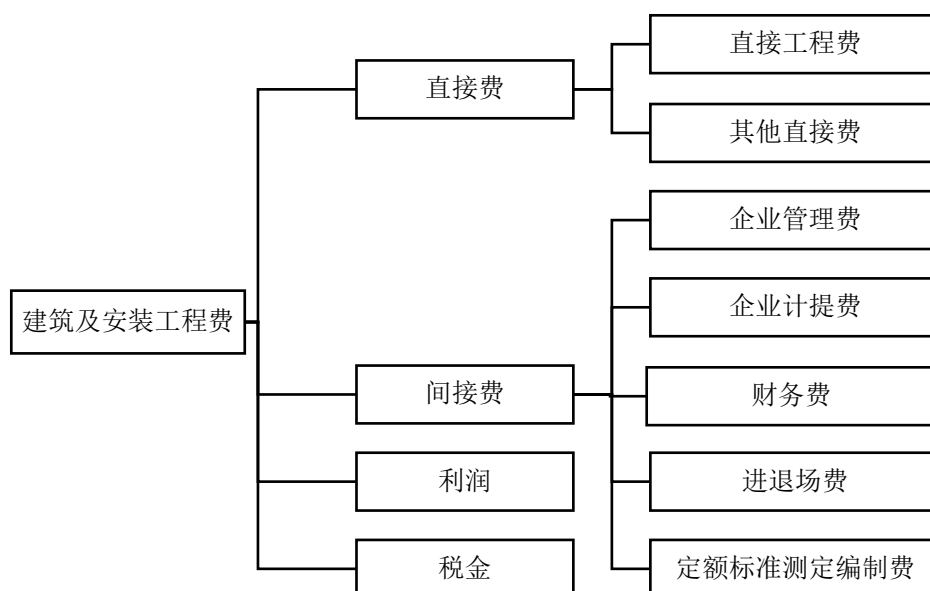 建筑及安装工程费
直接费
直接工程费
其他直接费
间接费
企业管理费
企业计提费
财务费
进退场费
定额标准测定编制费
利润
税金